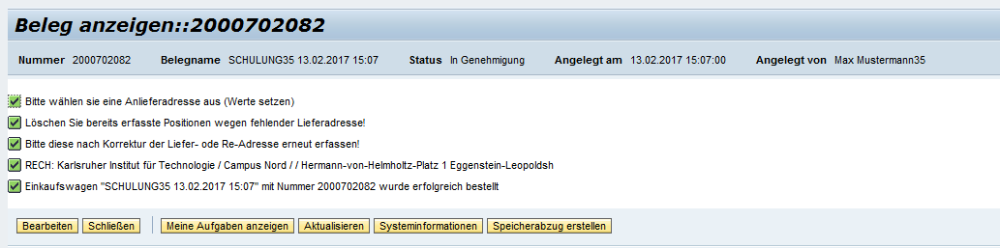 Beleg anzeigen::2000702082
Nummer 2000702082 Belegname SCHULUNG35 13.02.2017 15:07 Status In Genehmigung Angelegt am 13.02.2017 15:07:00 Angelegt von Max Mustermann35
Bitte wählen sie eine Anlieferadresse aus (Werte setzen)
Löschen Sie bereits erfasste Positionen wegen fehlender Lieferadresse!
Bitte diese nach Korrektur der Liefer- ode Re-Adresse erneut erfassen!
RECH: Karlsruher Institut für Technologie / Campus Nord / / Hermann-von-Helmholtz-Platz 1 Eggenstein-Leopoldsh
Einkaufswagen "SCHULUNG35 13.02.2017 15:07" mit Nummer 2000702082 wurde erfolgreich bestellt
Bearbeiten Schließen Meine Aufgaben anzeigen Aktualisieren Systeminformationen Speicherabzug erstellen